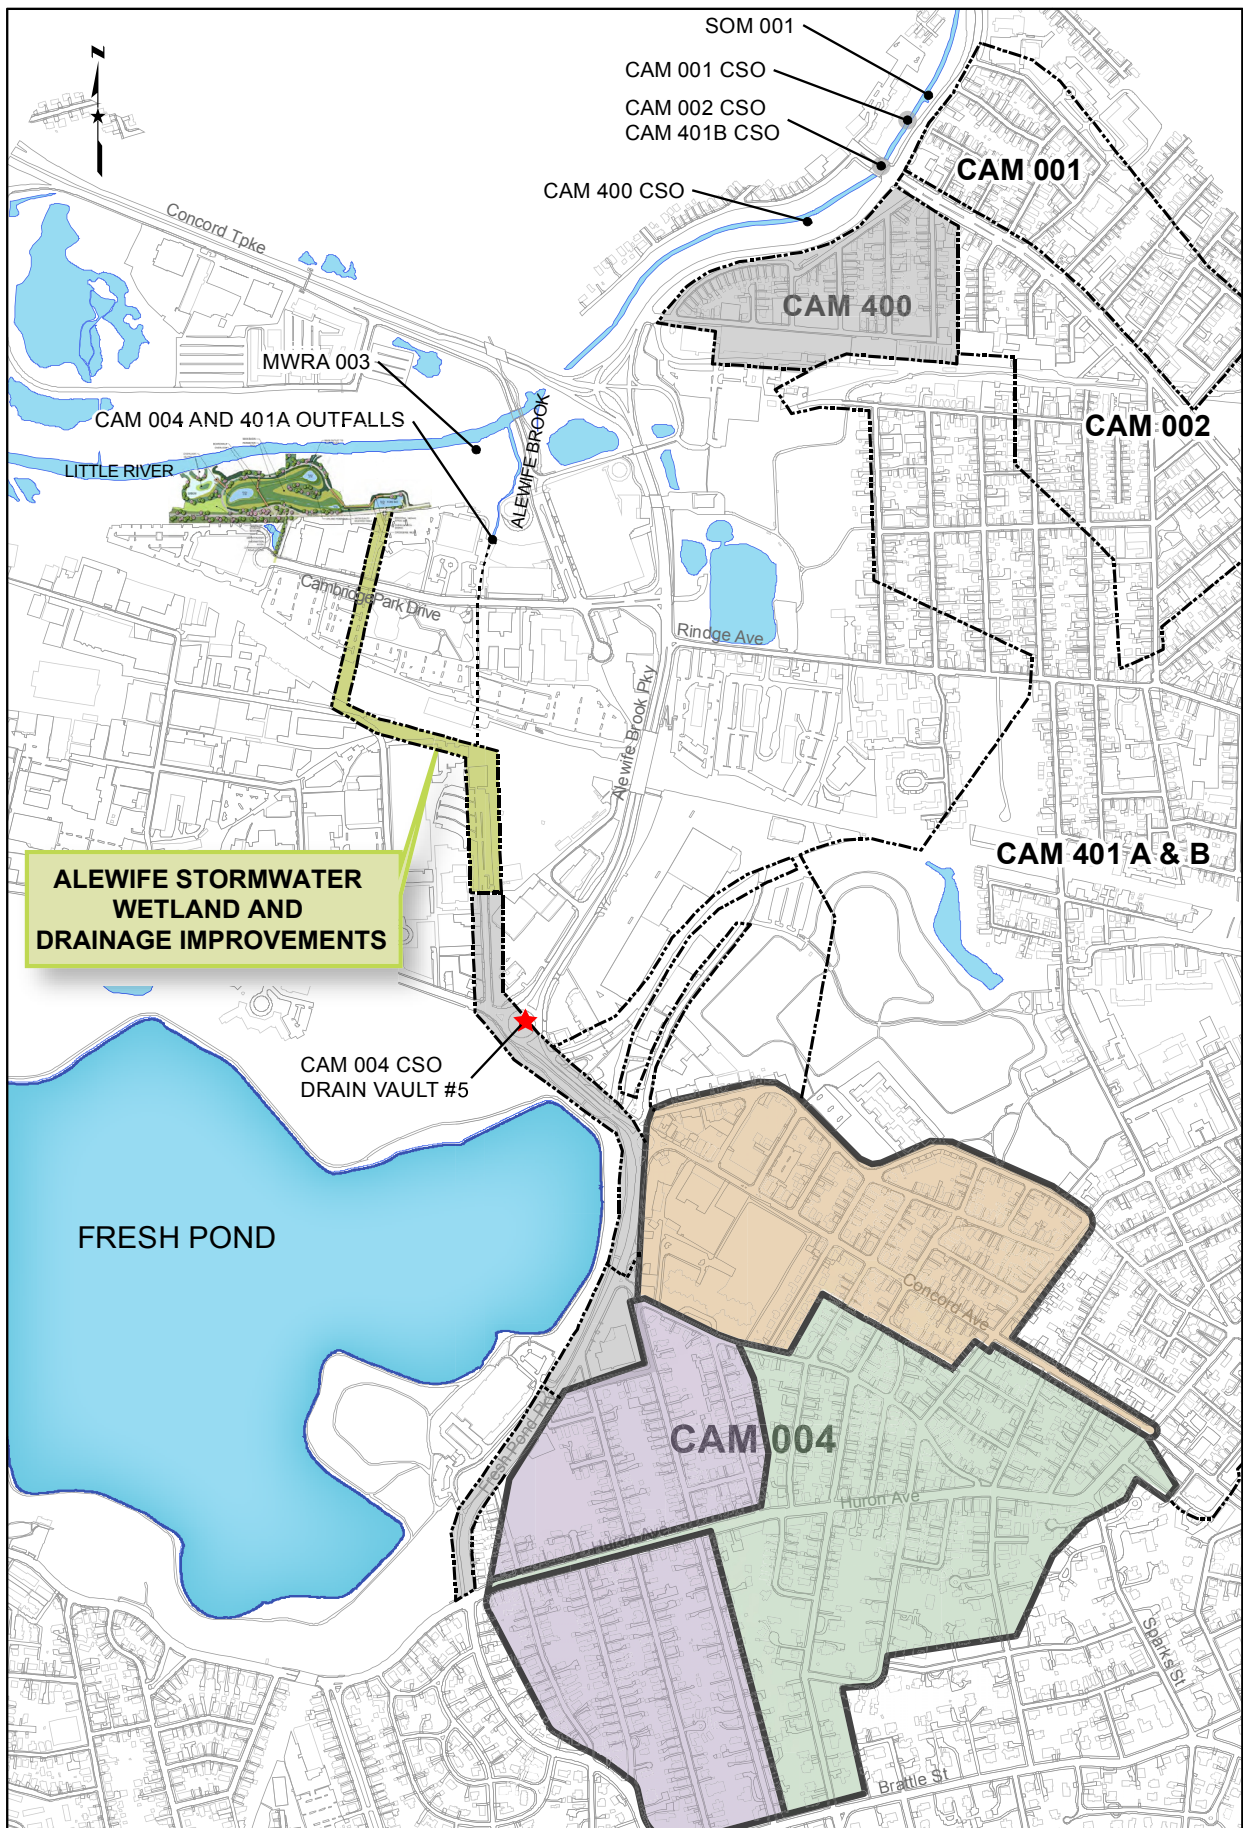 SOM 001
N
CAM 001 CSO
CAM 002 CSO
CAM 401B CSO
CAM 001
CAM 400 CSO
Concord Tpke
CAM 400
MWRA 003
CAM 004 AND 401A OUTFALLS
CAM 002
LITTLE RIVER
ALEWIFE BROOK
CambridgePark Drive
Rindge Ave
Alewife Brook Pky
CAM 401 A & B
ALEWIFE STORMWATER
WETLAND AND
DRAINAGE IMPROVEMENTS
CAM 004 CSO
DRAIN VAULT #5
FRESH POND
Concord Ave
Fresh Pond Pky
CAM 004
Huron Ave
Huron Ave
Sparks St
Brattle St